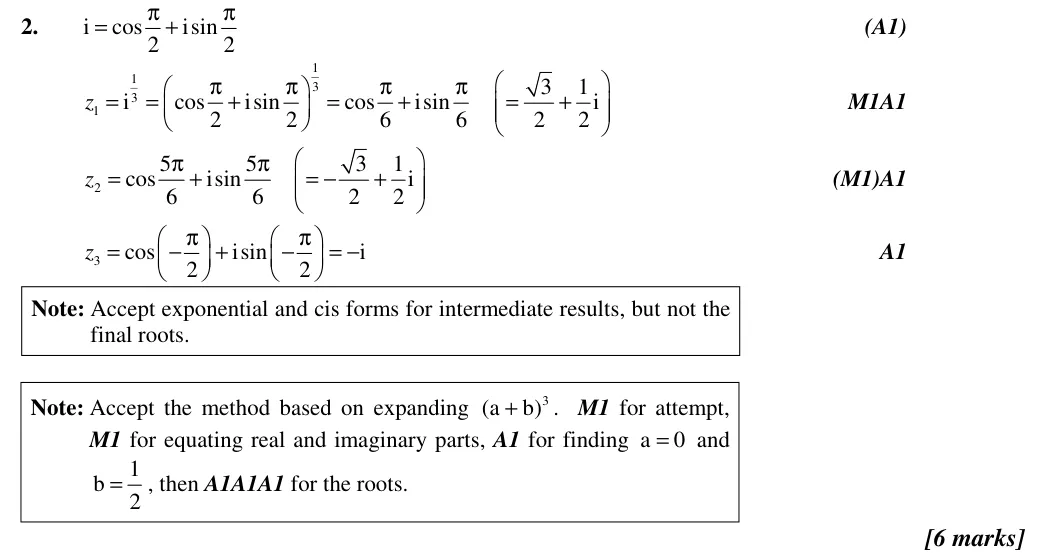 2. i = cos π/2 + i sin π/2 (A1)
z₁ = i^(1/3) = (cos π/2 + i sin π/2)^(1/3) = cos π/6 + i sin π/6 (= √3/2 + 1/2 i) M1A1
z₂ = cos 5π/6 + i sin 5π/6 (= −√3/2 + 1/2 i) (M1)A1
z₃ = cos(−π/2) + i sin(−π/2) = −i A1
Note: Accept exponential and cis forms for intermediate results, but not the
final roots.
Note: Accept the method based on expanding (a + b)³. M1 for attempt,
M1 for equating real and imaginary parts, A1 for finding a = 0 and
b = 1/2, then A1A1A1 for the roots.
[6 marks]